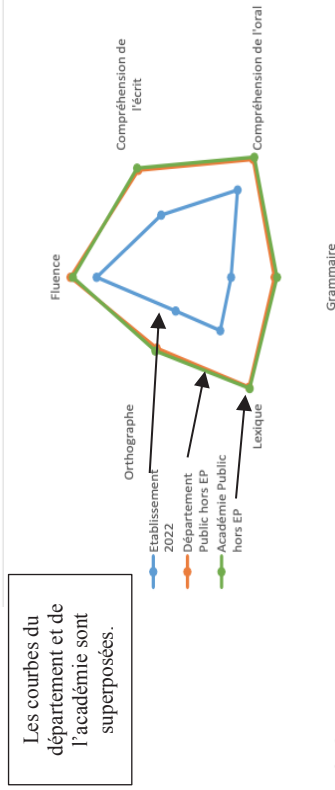 Les courbes du
département et de
l'académie sont
superposées.
Etablissement
2022
Département
Public hors EP
Académie Public
hors EP
Fluence
Compréhension de
l'écrit
Compréhension de l'oral
Grammaire
Lexique
Orthographe